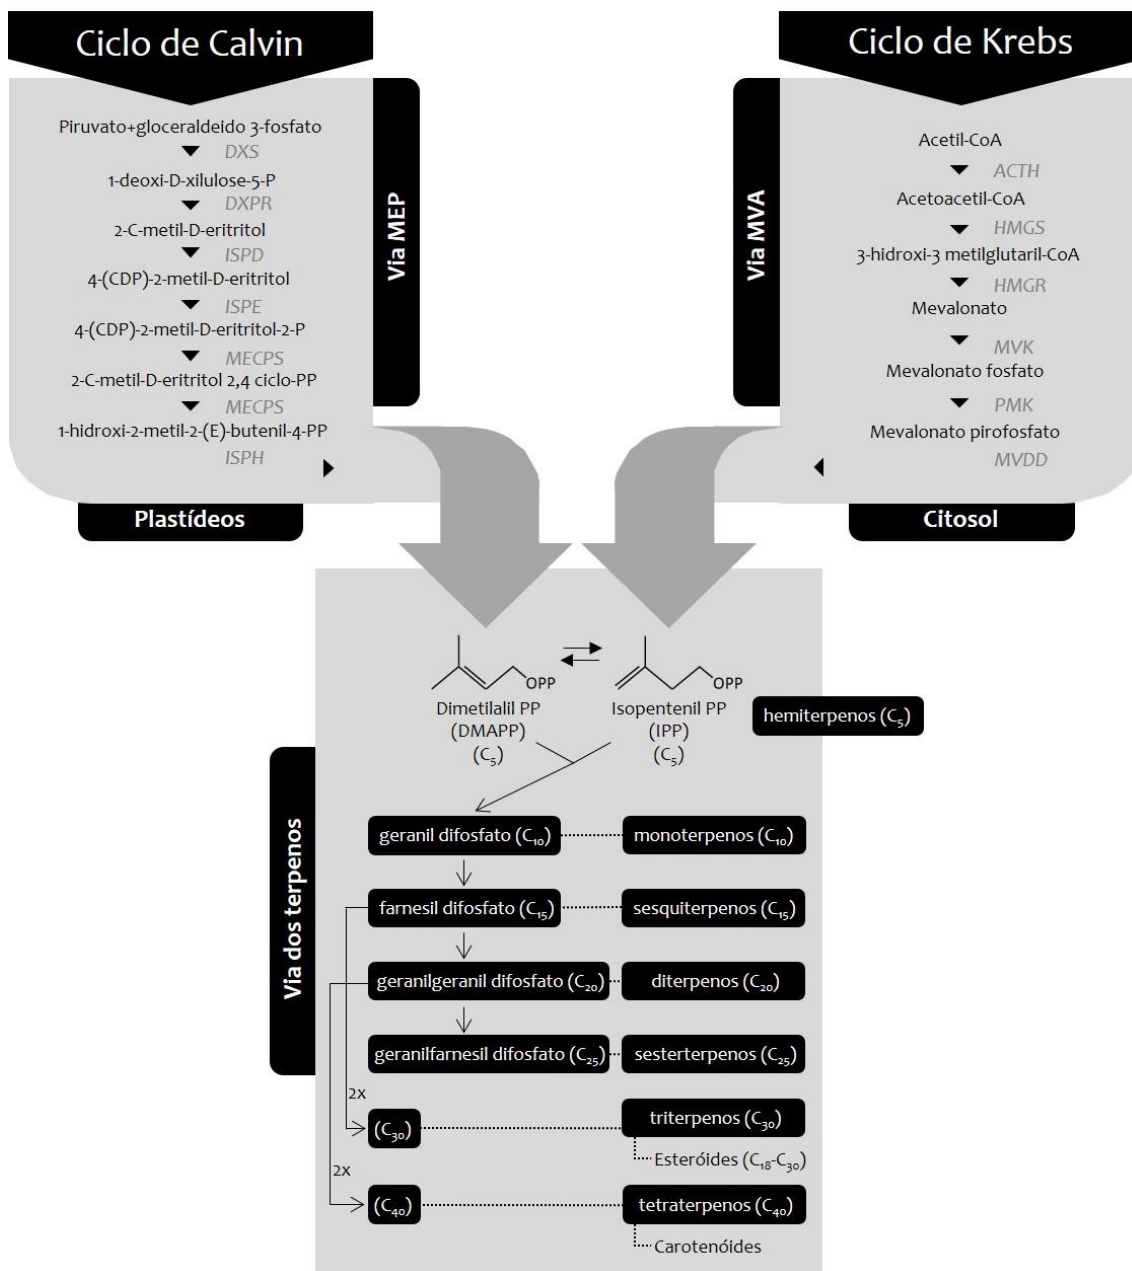 Ciclo de Calvin
Piruvato+gloceraldeido 3-fosfato
DXS
1-deoxi-D-xilulose-5-P
DXPR
2-C-metil-D-eritritol
ISPD
4-(CDP)-2-metil-D-eritritol
ISPE
4-(CDP)-2-metil-D-eritritol-2-P
MECPS
2-C-metil-D-eritritol 2,4 ciclo-PP
MECPS
1-hidroxi-2-metil-2-(E)-butenil-4-PP
ISPH
Via MEP
Plastídeos
Ciclo de Krebs
Acetil-CoA
ACTH
Acetoacetil-CoA
HMGS
3-hidroxi-3 metilglutaril-CoA
HMGR
Mevalonato
MVK
Mevalonato fosfato
PMK
Mevalonato pirofosfato
MVDD
Via MVA
Citosol
OPP
Dimetilalil PP
(DMAPP)
(C₅)
OPP
Isopentenil PP
(IPP)
(C₅)
hemiterpenos (C₅)
Via dos terpenos
geranil difosfato (C₁₀)
monoterpenos (C₁₀)
farnesil difosfato (C₁₅)
sesquiterpenos (C₁₅)
geranilgeranil difosfato (C₂₀)
diterpenos (C₂₀)
geranilfarnesil difosfato (C₂₅)
sesterterpenos (C₂₅)
2x
(C₃₀)
triterpenos (C₃₀)
Esteróides (C₁₈-C₃₀)
2x
(C₄₀)
tetraterpenos (C₄₀)
Carotenóides